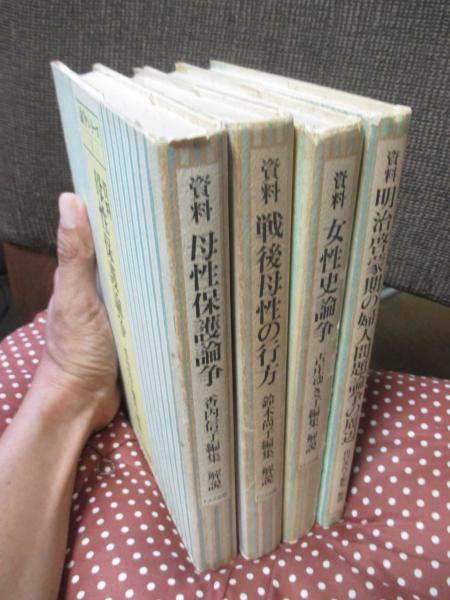 資料
母性保護論争
香内信子編集 解説
資料
戦後母性の行方
鈴木尚子編集 解説
資料
女性史論争
古庄ゆき子編集 解説
資料
明治啓蒙期の婦人問題論争の周辺